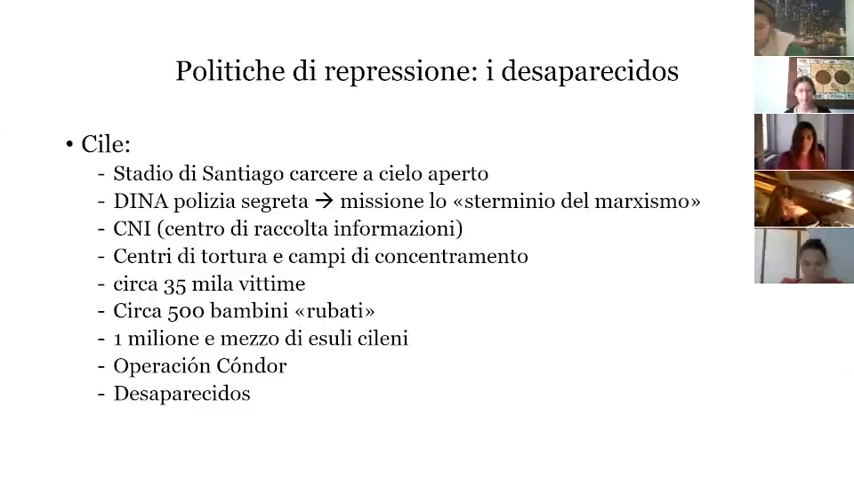 Politiche di repressione: i desaparecidos
• Cile:
- Stadio di Santiago carcere a cielo aperto
- DINA polizia segreta → missione lo «sterminio del marxismo»
- CNI (centro di raccolta informazioni)
- Centri di tortura e campi di concentramento
- circa 35 mila vittime
- Circa 500 bambini «rubati»
- 1 milione e mezzo di esuli cileni
- Operación Cóndor
- Desaparecidos